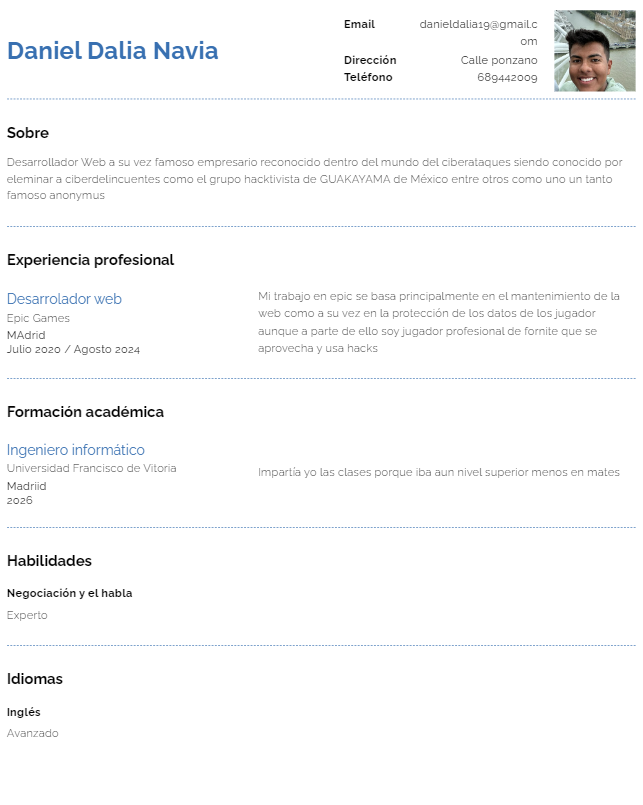 Daniel Dalia Navia
Email danieldalia19@gmail.c
om
Dirección Calle ponzano
Teléfono 689442009
Sobre
Desarrollador Web a su vez famoso empresario reconocido dentro del mundo del ciberataques siendo conocido por
eleminar a ciberdelincuentes como el grupo hacktivista de GUAKAYAMA de México entre otros como uno un tanto
famoso anonymus
Experiencia profesional
Desarrolador web
Epic Games
MAdrid
Julio 2020 / Agosto 2024
Mi trabajo en epic se basa principalmente en el mantenimiento de la
web como a su vez en la protección de los datos de los jugador
aunque a parte de ello soy jugador profesional de fornite que se
aprovecha y usa hacks
Formación académica
Ingeniero informático
Universidad Francisco de Vitoria
Madriid
2026
Impartía yo las clases porque iba aun nivel superior menos en mates
Habilidades
Negociación y el habla
Experto
Idiomas
Inglés
Avanzado